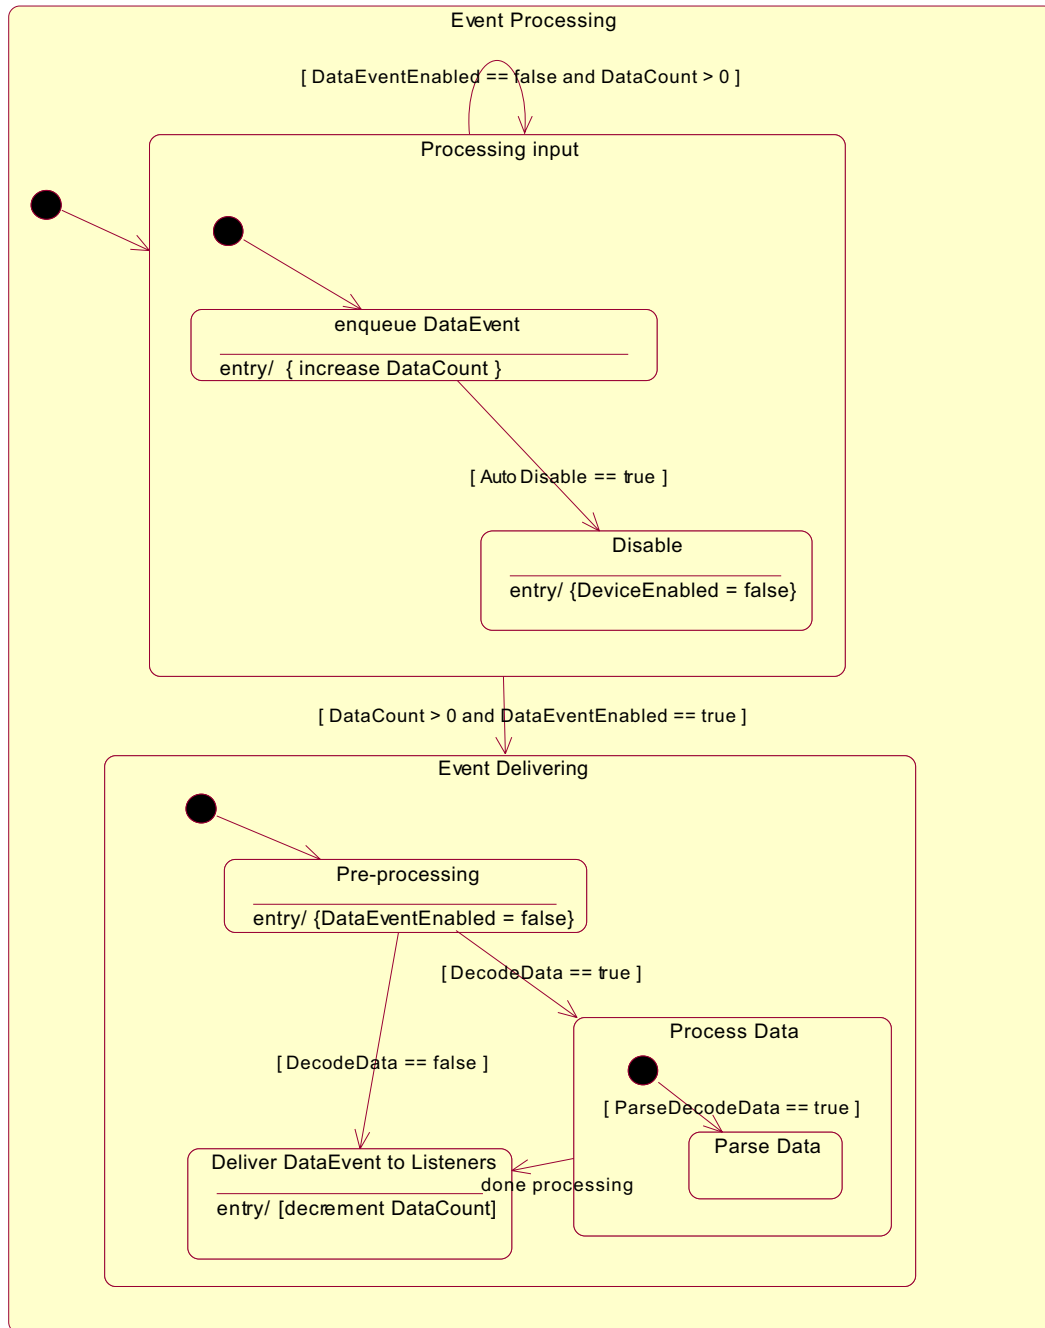 Event Processing
[ DataEventEnabled == false and DataCount > 0 ]
Processing input
enqueue DataEvent
entry/ { increase DataCount }
[ Auto Disable == true ]
Disable
entry/ {DeviceEnabled = false}
[ DataCount > 0 and DataEventEnabled == true ]
Event Delivering
Pre-processing
entry/ {DataEventEnabled = false}
[ DecodeData == true ]
Process Data
[ DecodeData == false ]
[ ParseDecodeData == true ]
Parse Data
Deliver DataEvent to Listeners
done processing
entry/ [decrement DataCount]